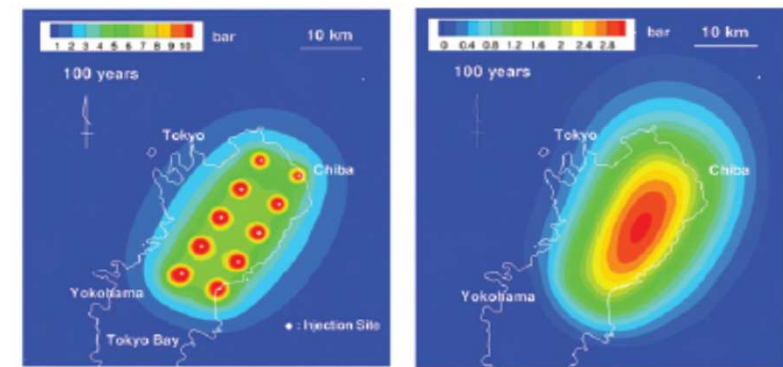 bar
1 2 3 4 5 6 7 8 9 10
10 km
100 years
Tokyo
Chiba
Yokohama
Tokyo Bay
: Injection Site
bar
0 0.4 0.8 1.2 1.6 2 2.4 2.8
10 km
100 years
Tokyo
Chiba
Yokohama